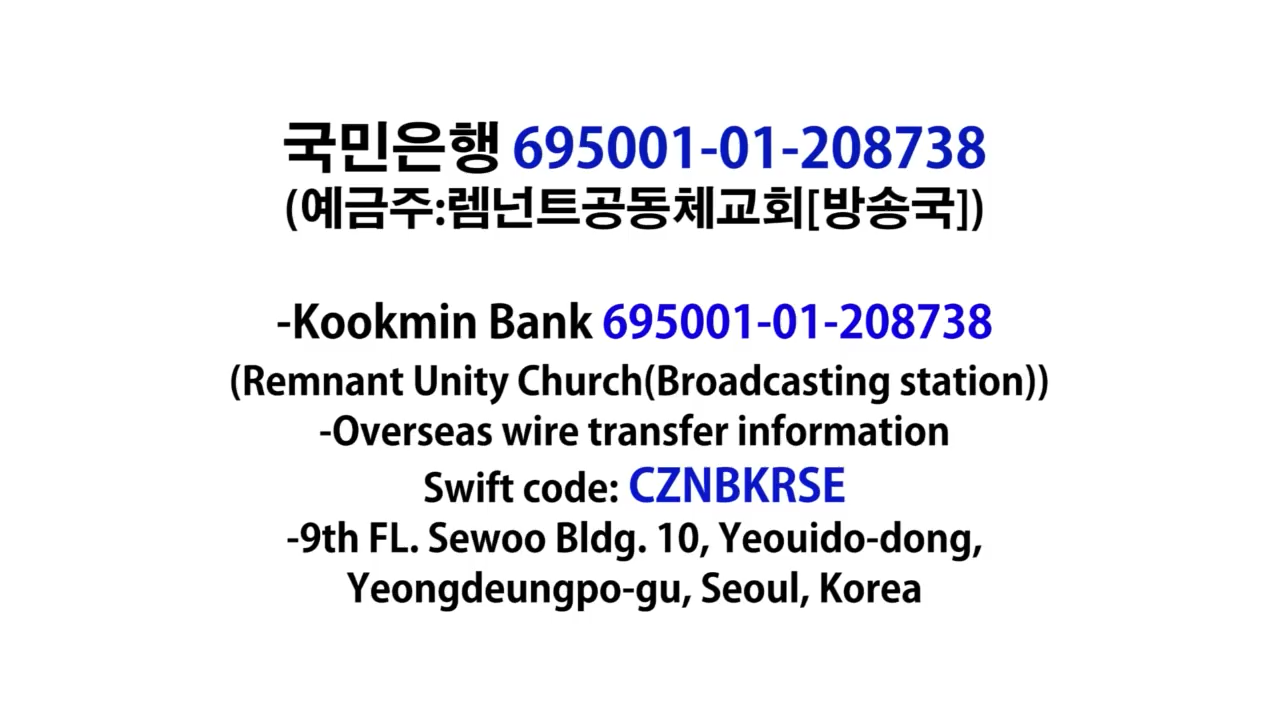 국민은행 695001-01-208738
(예금주:렘넌트공동체교회[방송국])
-Kookmin Bank 695001-01-208738
(Remnant Unity Church(Broadcasting station))
-Overseas wire transfer information
Swift code: CZNBKRSE
-9th FL. Sewoo Bldg. 10, Yeouido-dong,
Yeongdeungpo-gu, Seoul, Korea